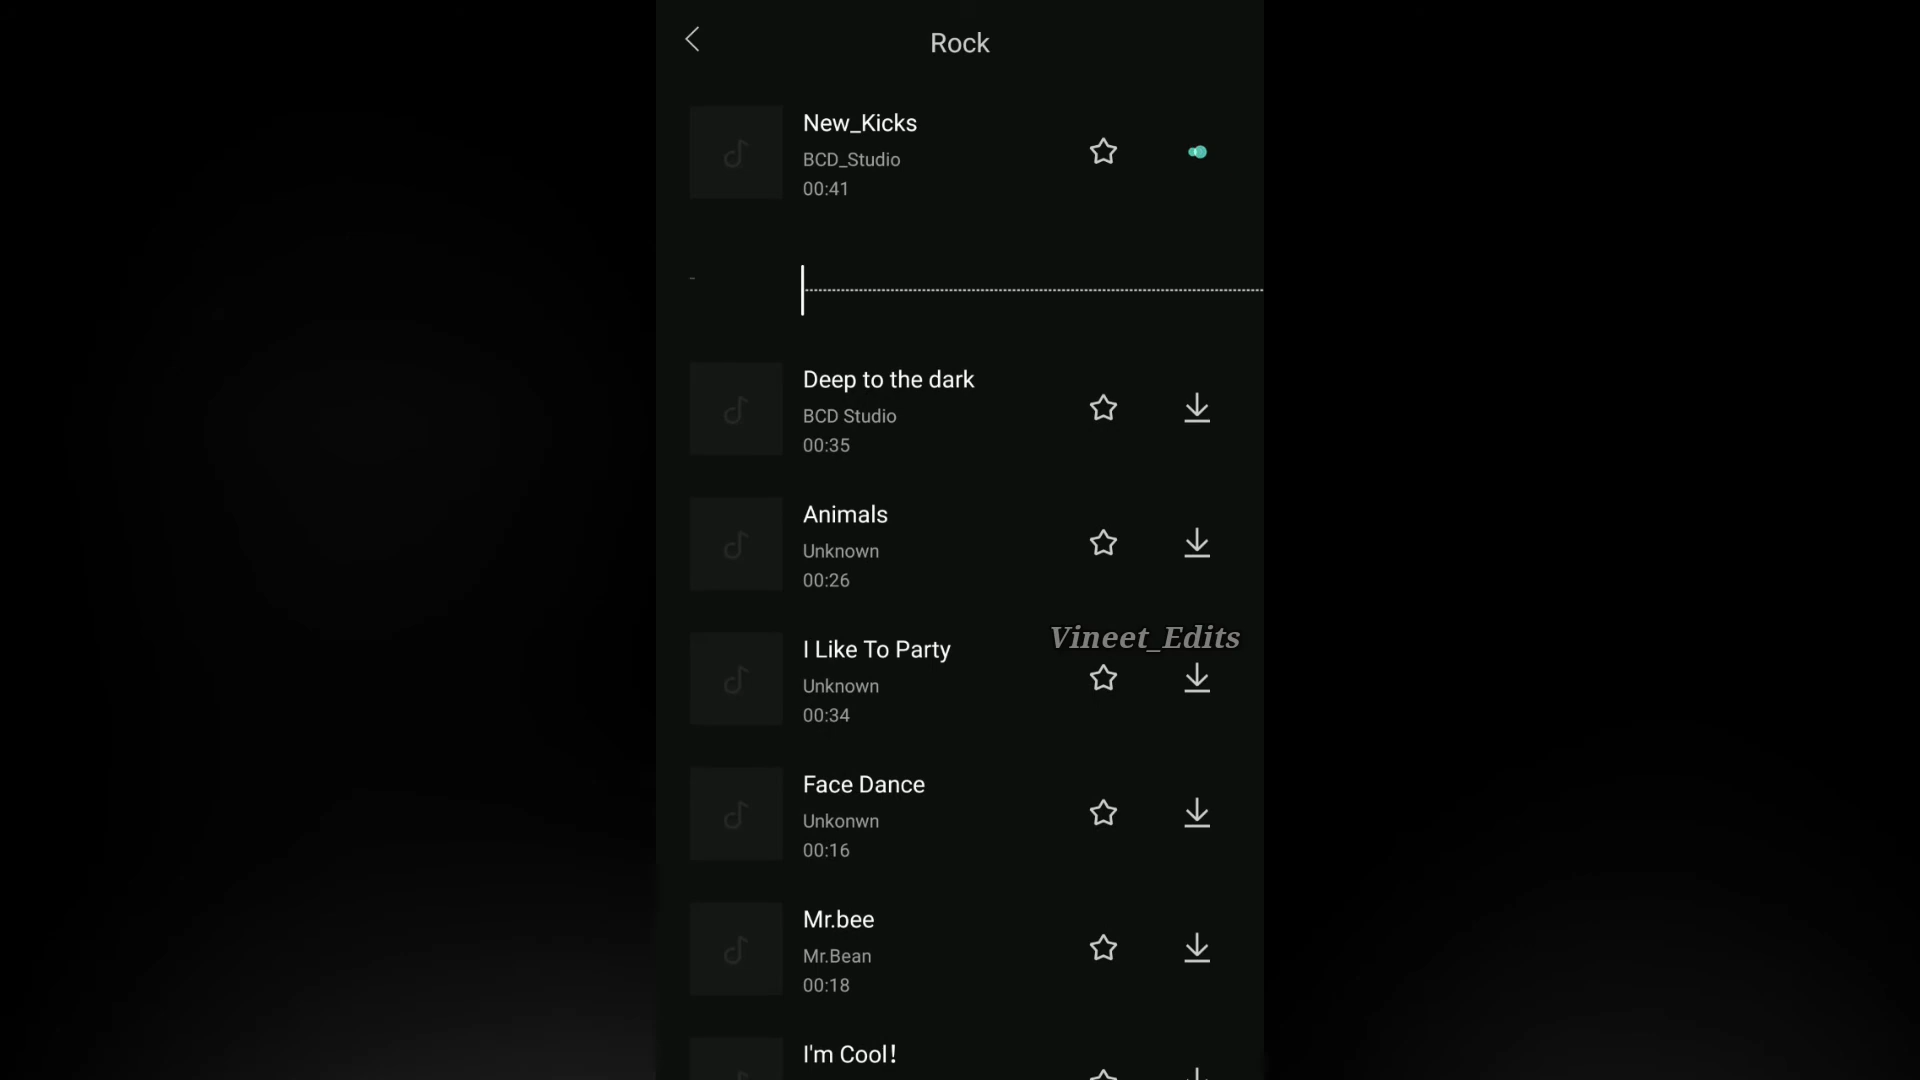 Rock
New_Kicks
BCD_Studio
00:41
Deep to the dark
BCD Studio
00:35
Animals
Unknown
00:26
Vineet_Edits
I Like To Party
Unknown
00:34
Face Dance
Unkonwn
00:16
Mr.bee
Mr.Bean
00:18
I'm Cool!